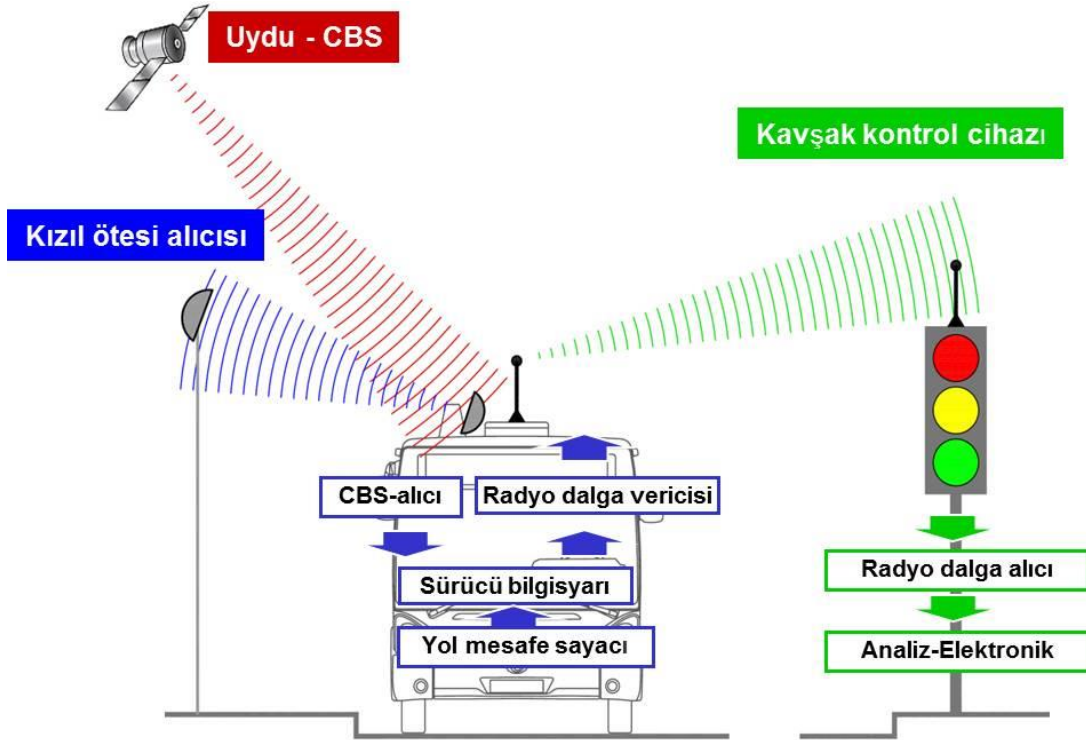 Uydu - CBS
Kavşak kontrol cihazı
Kızıl ötesi alıcısı
CBS-alıcı
Radyo dalga vericisi
Sürücü bilgisyarı
Yol mesafe sayacı
Radyo dalga alıcı
Analiz-Elektronik